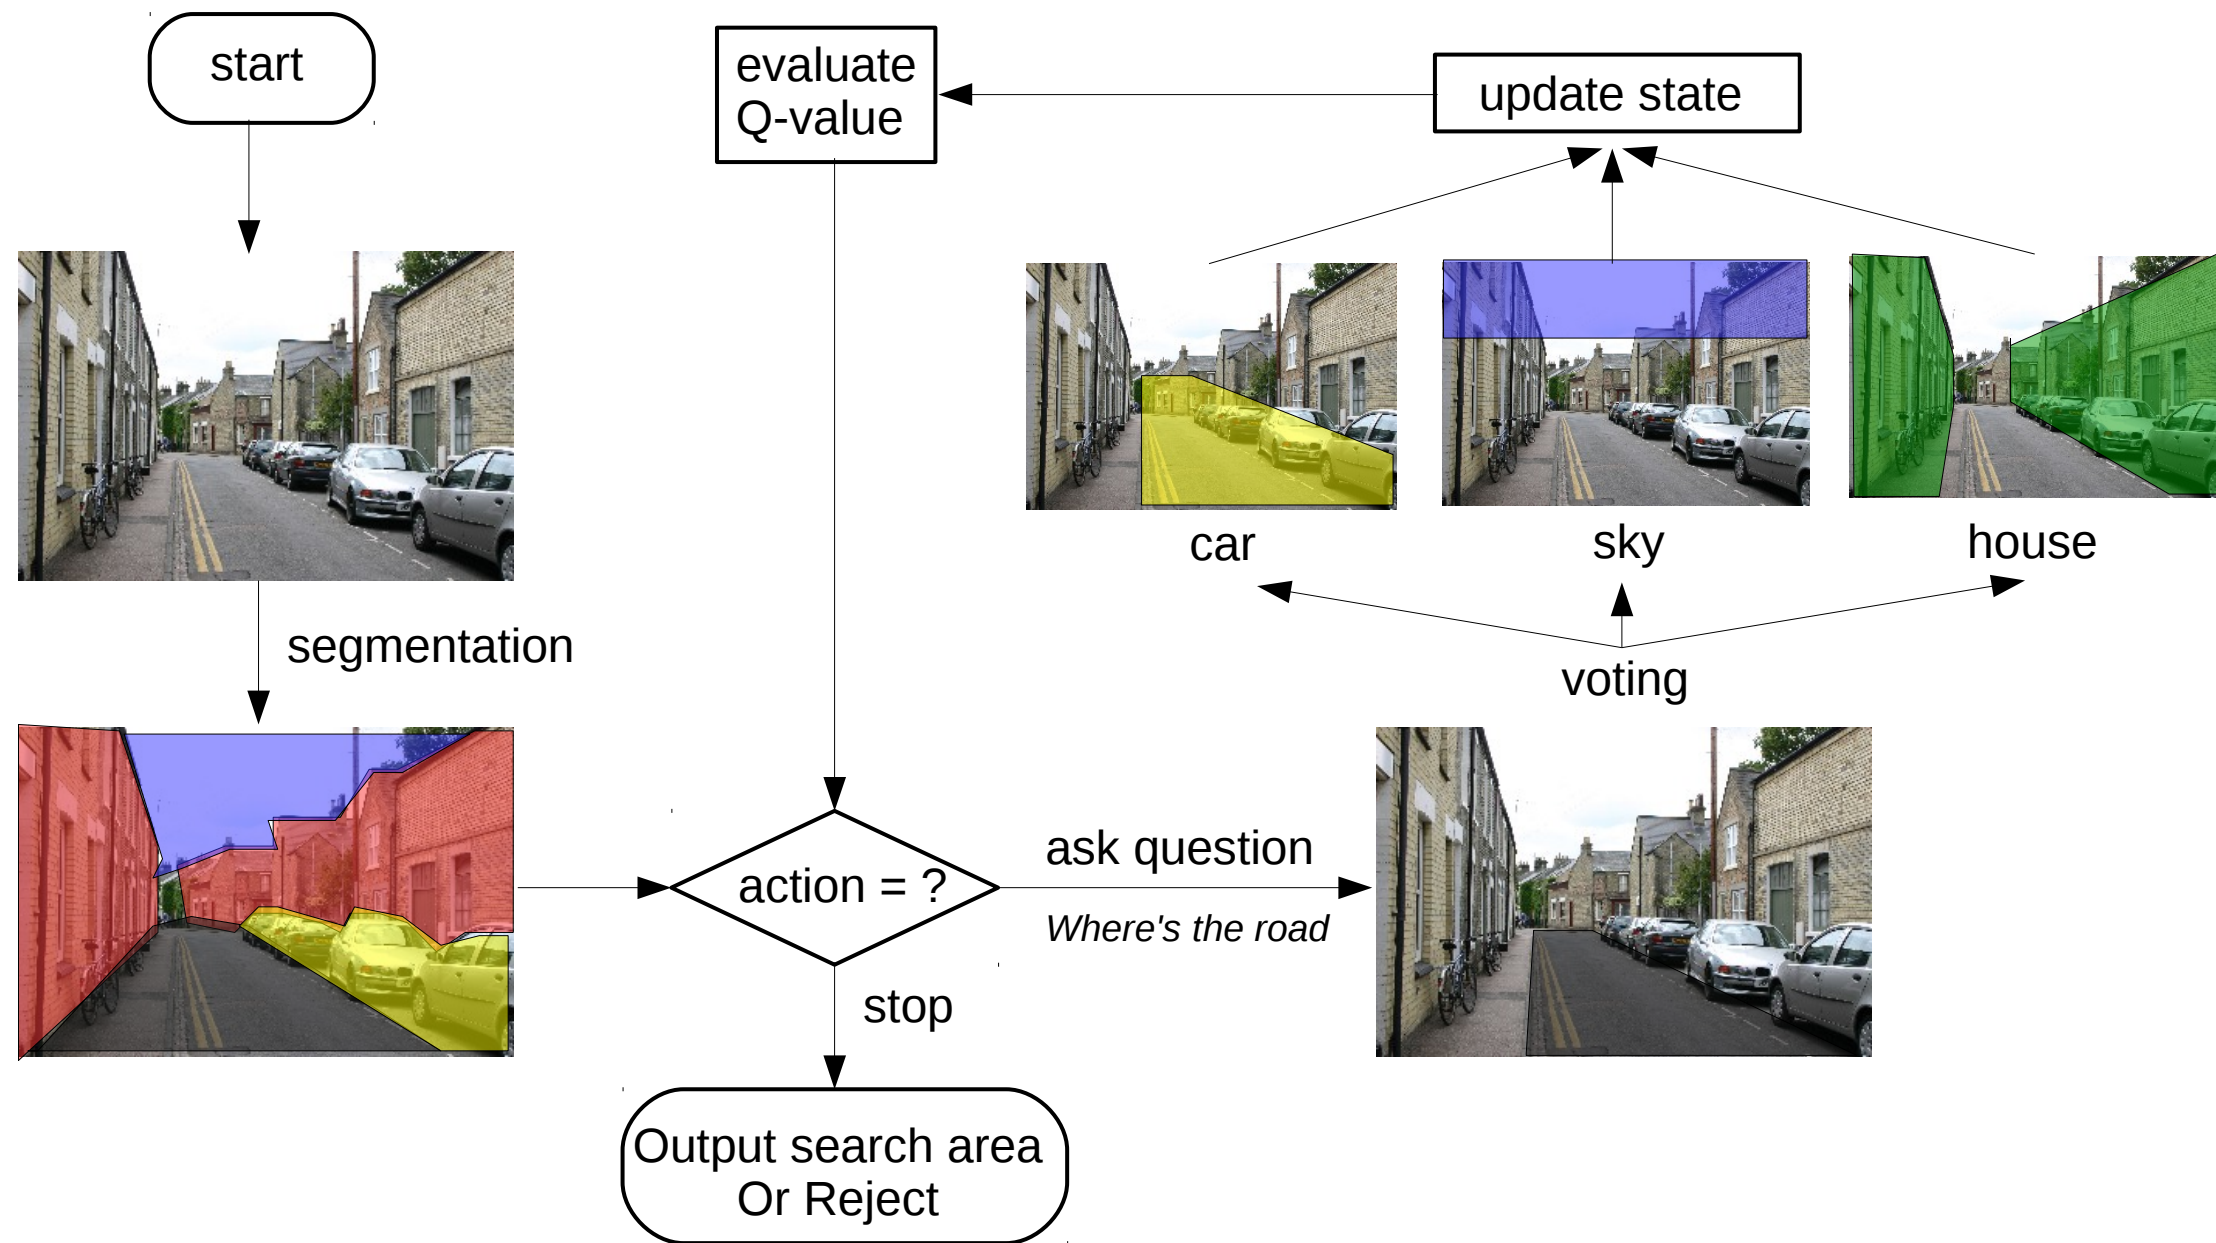 start
evaluate
Q-value
update state
car
sky
house
segmentation
voting
action = ?
ask question
Where's the road
stop
Output search area
Or Reject